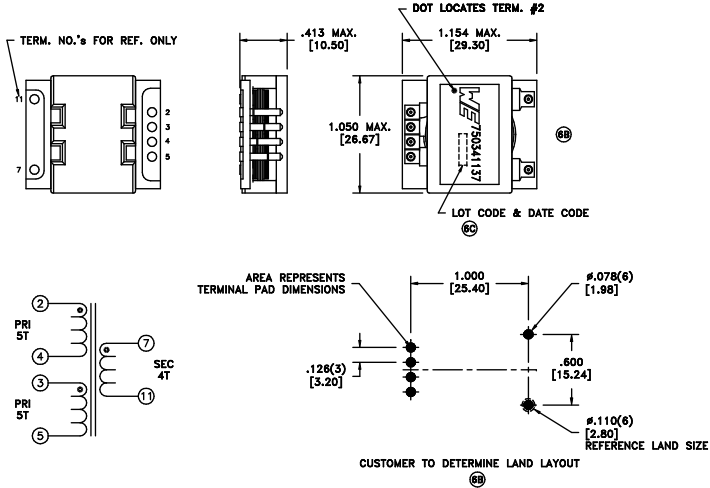 DOT LOCATES TERM. #2
TERM. NO.'s FOR REF. ONLY
.413 MAX.
[10.50]
1.154 MAX.
[29.30]
11
7
2
3
4
5
1.050 MAX.
[26.67]
WE
750341137
6B
LOT CODE & DATE CODE
6C
2
PRI
5T
4
3
PRI
5T
5
7
SEC
4T
11
AREA REPRESENTS
TERMINAL PAD DIMENSIONS
1.000
[25.40]
ø.078(6)
[1.98]
.126(3)
[3.20]
.600
[15.24]
ø.110(6)
[2.80]
REFERENCE LAND SIZE
CUSTOMER TO DETERMINE LAND LAYOUT
6B